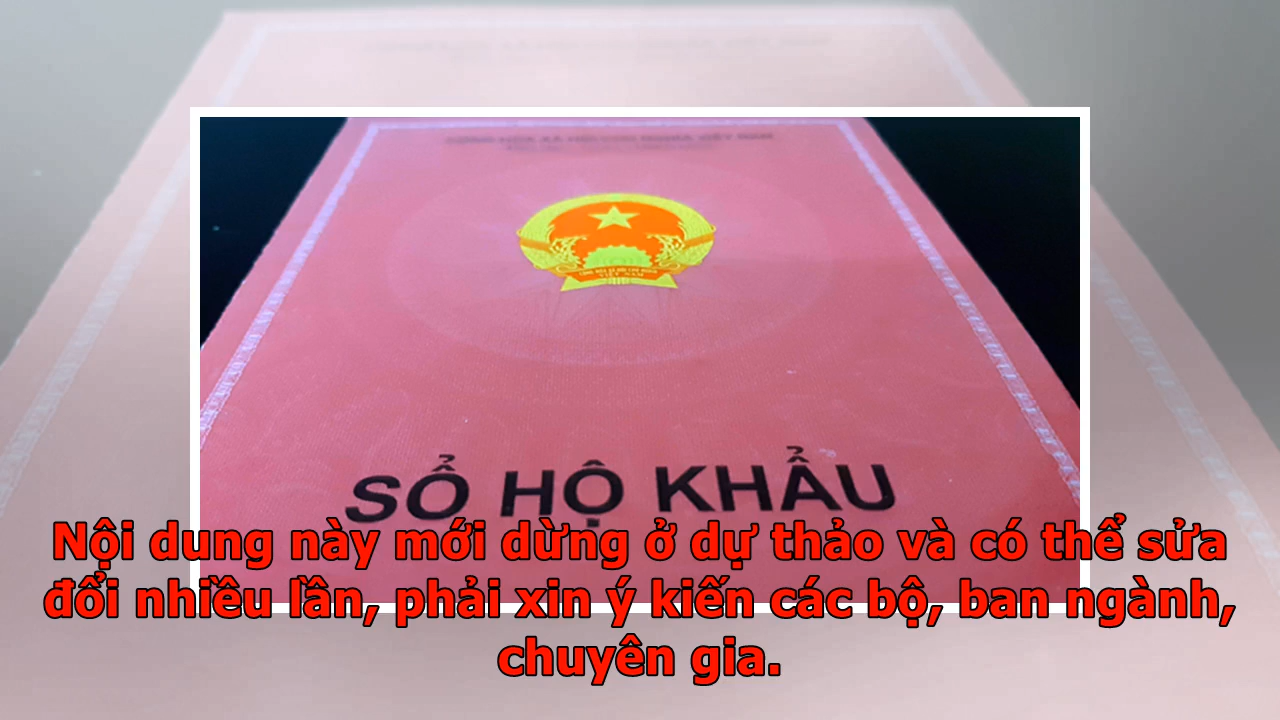 SỔ HỘ KHẨU
Nội dung này mới dừng ở dự thảo và có thể sửa
đổi nhiều lần, phải xin ý kiến các bộ, ban ngành,
chuyên gia.